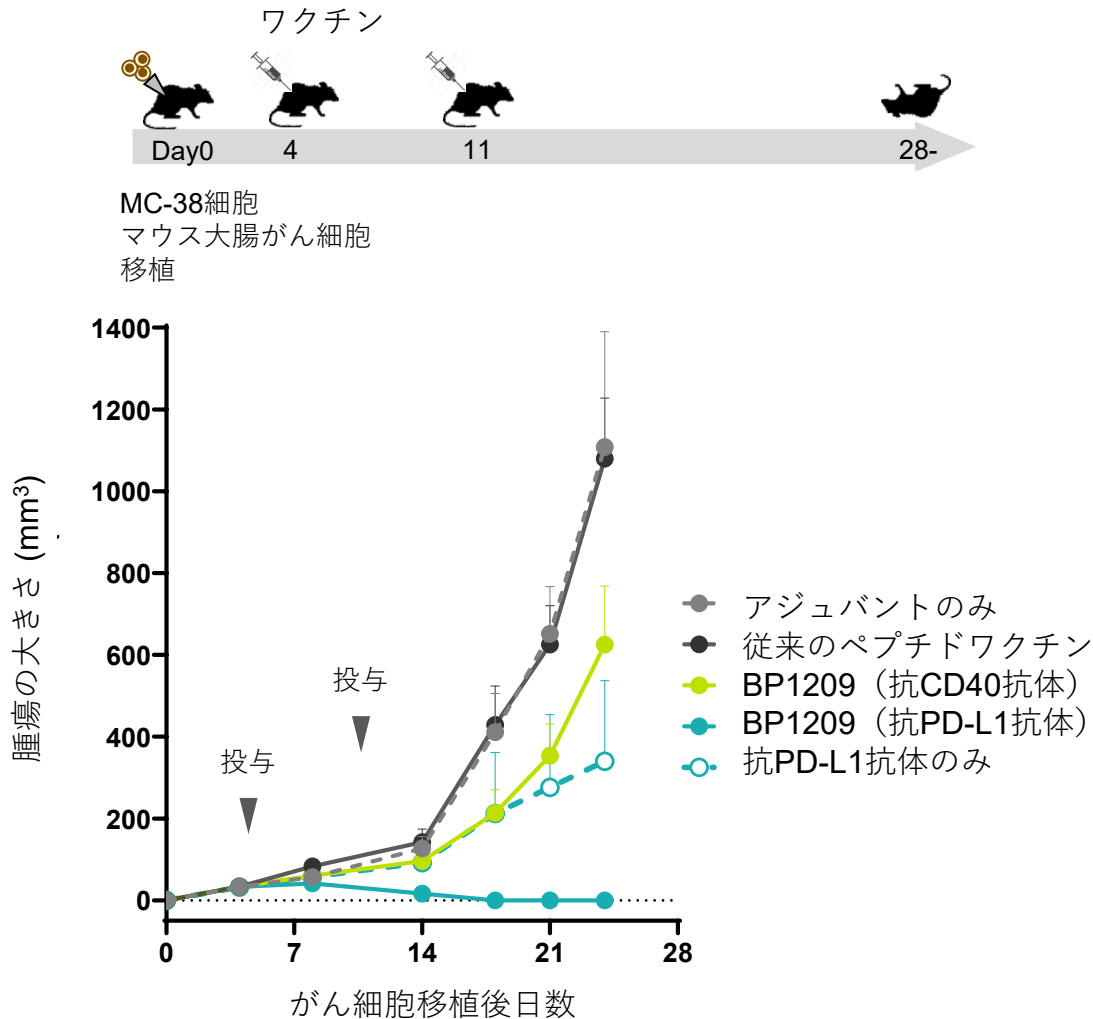 ワクチン
Day0 4 11 28-
MC-38細胞
マウス大腸がん細胞
移植
1400
1200
1000
800
600
400
200
0
腫瘍の大きさ (mm³)
投与
投与
0 7 14 21 28
がん細胞移植後日数
アジュバントのみ
従来のペプチドワクチン
BP1209（抗CD40抗体）
BP1209（抗PD-L1抗体）
抗PD-L1抗体のみ